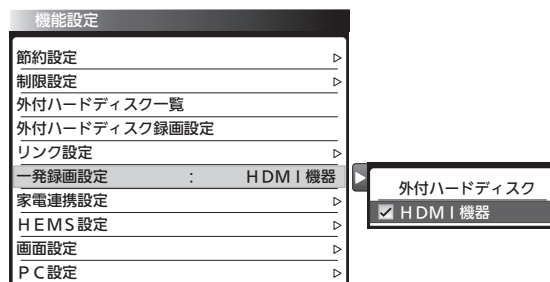 機能設定
節約設定
制限設定
外付ハードディスク一覧
外付ハードディスク録画設定
リンク設定
一発録画設定 : HDMI機器
家電連携設定
HEMS設定
画面設定
PC設定
外付ハードディスク
HDMI機器